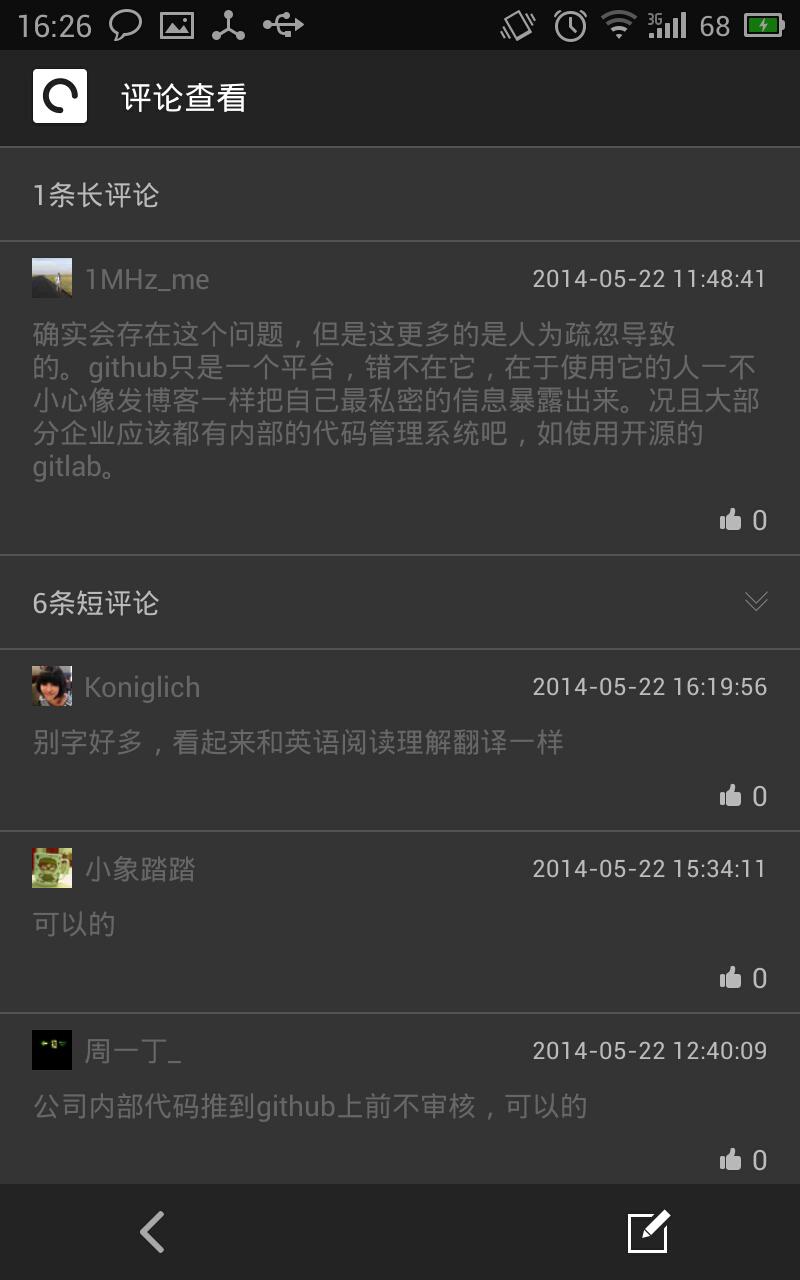 16:26 3G 68
评论查看
1条长评论
1MHz_me 2014-05-22 11:48:41
确实会存在这个问题，但是这更多的是人为疏忽导致
的。github只是一个平台，错不在它，在于使用它的人一不
小心像发博客一样把自己最私密的信息暴露出来。况且大部
分企业应该都有内部的代码管理系统吧，如使用开源的
gitlab。
0
6条短评论
Koniglich 2014-05-22 16:19:56
别字好多，看起来和英语阅读理解翻译一样
0
小象踏踏 2014-05-22 15:34:11
可以的
0
周一丁_ 2014-05-22 12:40:09
公司内部代码推到github上前不审核，可以的
0